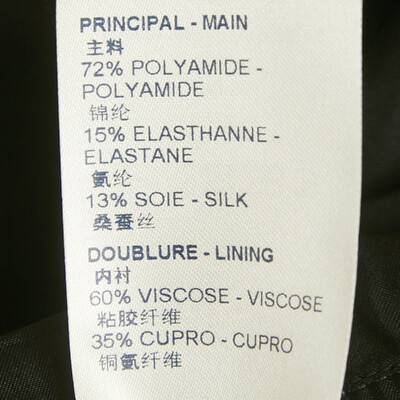 PRINCIPAL - MAIN
主料
72% POLYAMIDE -
POLYAMIDE
锦纶
15% ELASTHANNE -
ELASTANE
氨纶
13% SOIE - SILK
桑蚕丝
DOUBLURE - LINING
内衬
60% VISCOSE - VISCOSE
粘胶纤维
35% CUPRO - CUPRO
铜氨纤维